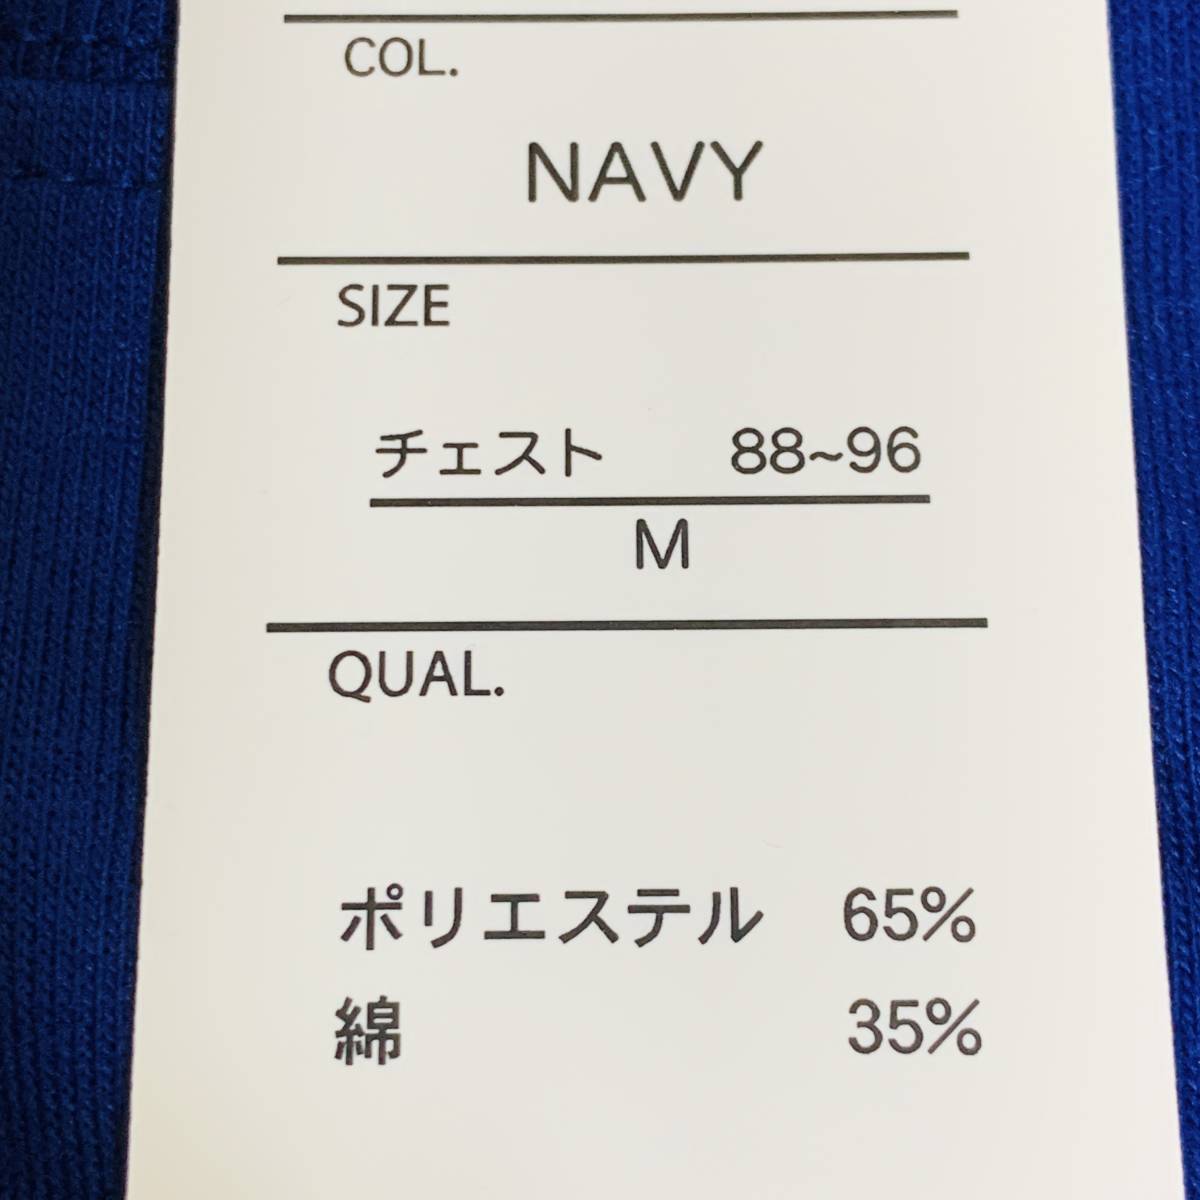 COL.
NAVY
SIZE
チェスト 88~96
M
QUAL.
ポリエステル 65%
綿 35%